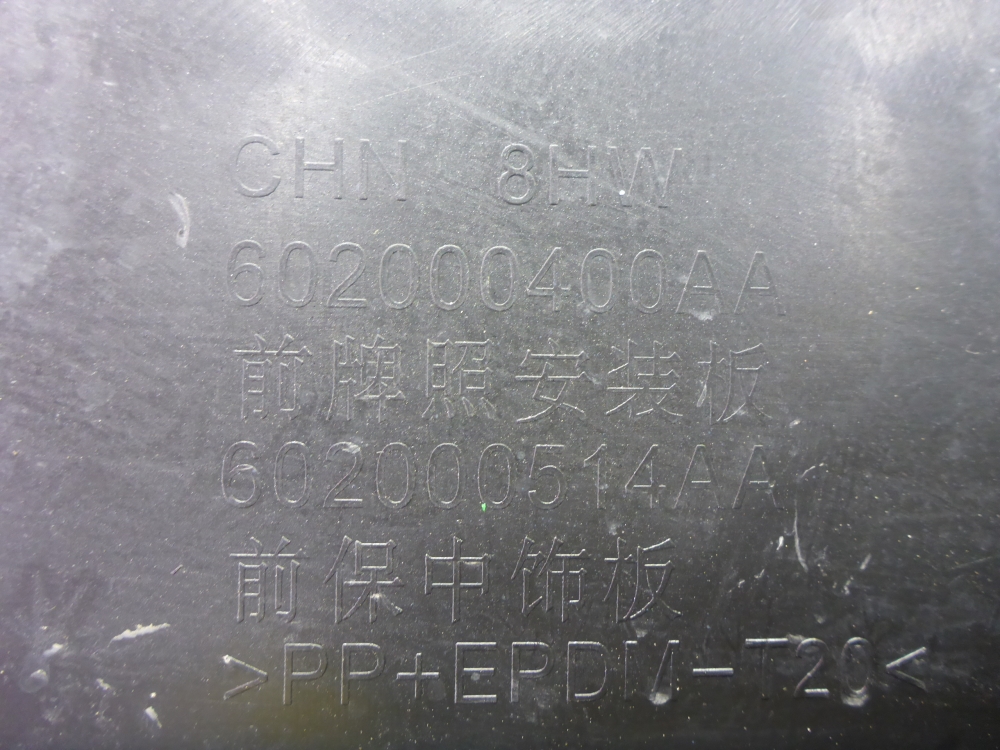 CHN 8HW
602000400AA
前牌照安装板
602000514AA
前保中饰板
>PP+EPDM-T20<